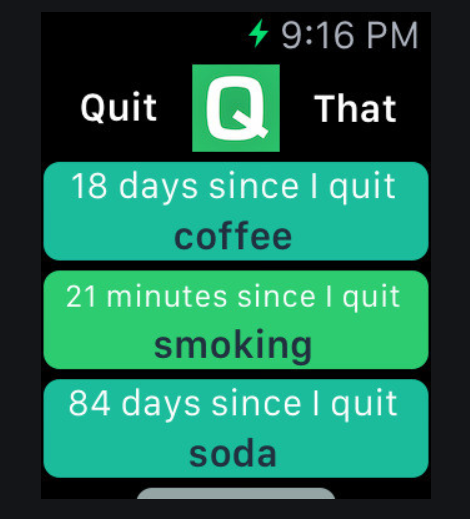 9:16 PM
Quit Q That
18 days since I quit
coffee
21 minutes since I quit
smoking
84 days since I quit
soda